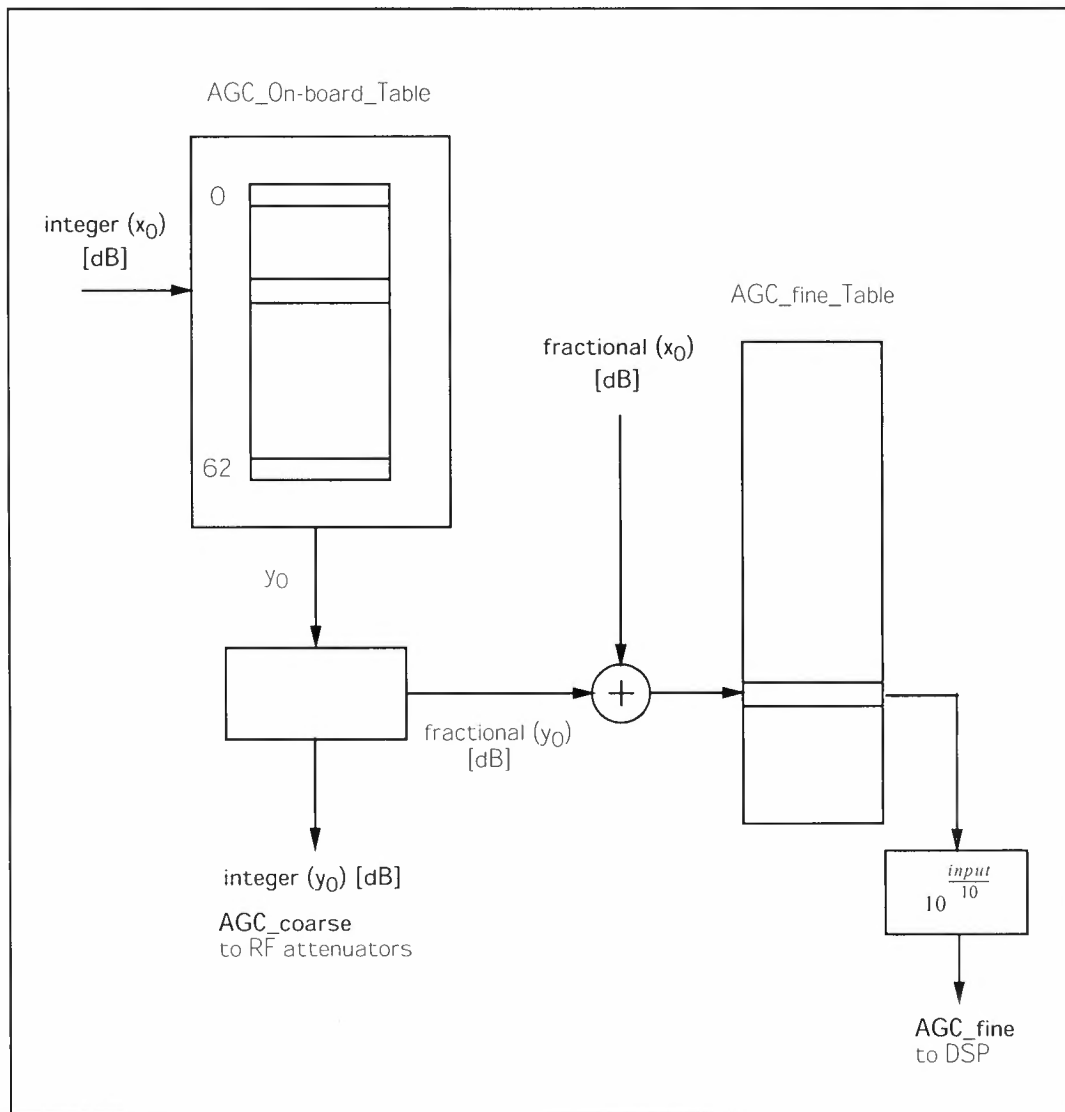 AGC_On-board_Table
0
integer (x0)
[dB]
AGC_fine_Table
fractional (x0)
[dB]
62
y0
+
fractional (y0)
[dB]
integer (y0) [dB]
AGC_coarse
to RF attenuators
10^(input/10)
AGC_fine
to DSP